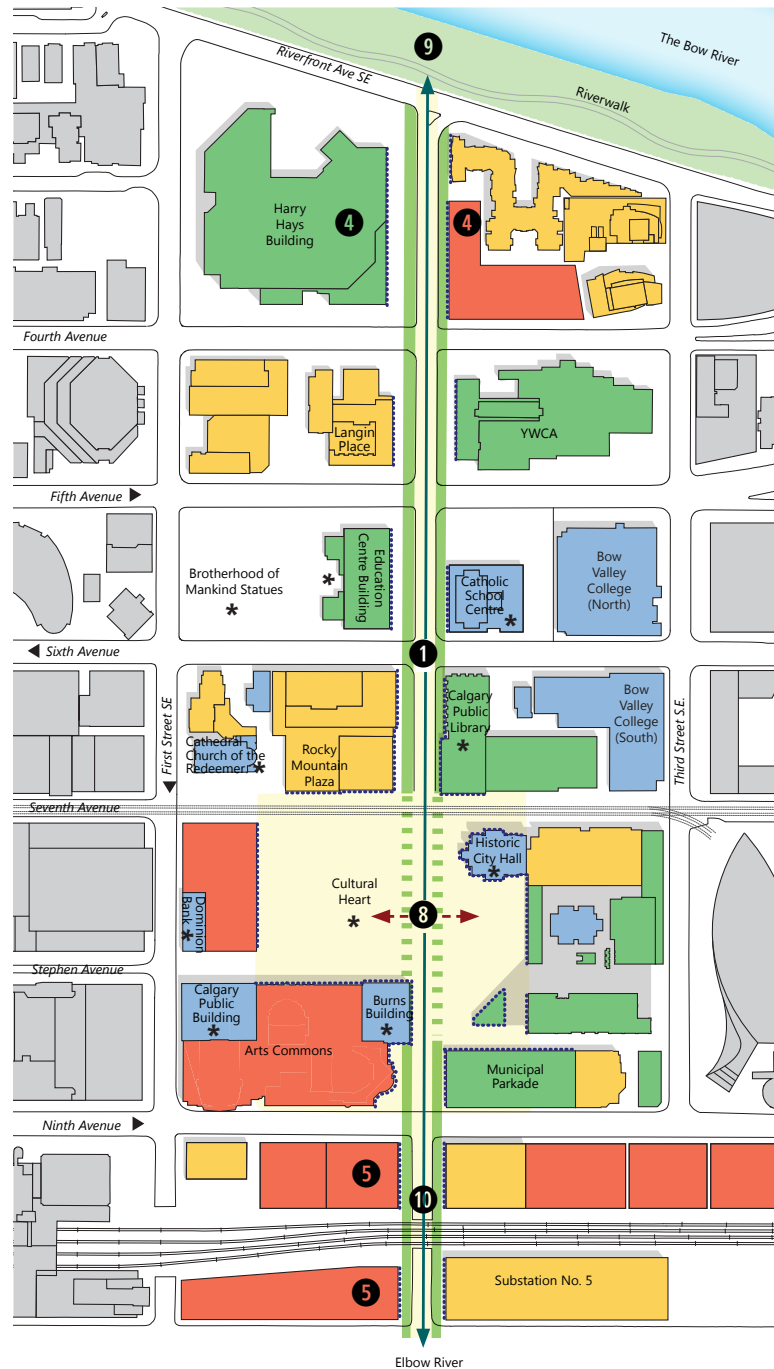 9
The Bow River
Riverfront Ave SE
Riverwalk
Harry
Hays
Building
4
4
Fourth Avenue
Langin
Place
YWCA
Fifth Avenue
Brotherhood of
Mankind Statues
*
*
Education
Centre Building
Catholic
School
Centre
*
Bow
Valley
College
(North)
Sixth Avenue
1
First Street SE
Cathedral
Church of the
Redeemer
*
Rocky
Mountain
Plaza
Calgary
Public
Library
*
Bow
Valley
College
(South)
Third Street S.E.
Seventh Avenue
Historic
City Hall
*
Dominion
Bank
*
Cultural
Heart
*
8
Stephen Avenue
Calgary
Public
Building
*
Burns
Building
*
Arts Commons
Municipal
Parkade
Ninth Avenue
5
10
5
Substation No. 5
Elbow River